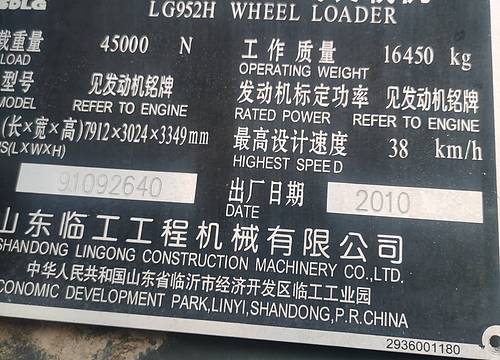 SDLG
LG952H WHEEL LOADER
载重量 45000 N 工作质量 16450 kg
LOAD OPERATING WEIGHT
型号 见发动机铭牌 发动机标定功率 见发动机铭牌
MODEL REFER TO ENGINE RATED POWER REFER TO ENGINE
(长×宽×高) 7912×3024×3349mm 最高设计速度 38 km/h
S(L×W×H) HIGHEST SPEED
91092640 出厂日期 2010
DATE
山东临工工程机械有限公司
SHANDONG LINGONG CONSTRUCTION MACHINERY CO.,LTD.
中华人民共和国山东省临沂市经济开发区临工工业园
CONOMIC DEVELOPMENT PARK,LINYI,SHANDONG,P.R.CHINA
2936001180